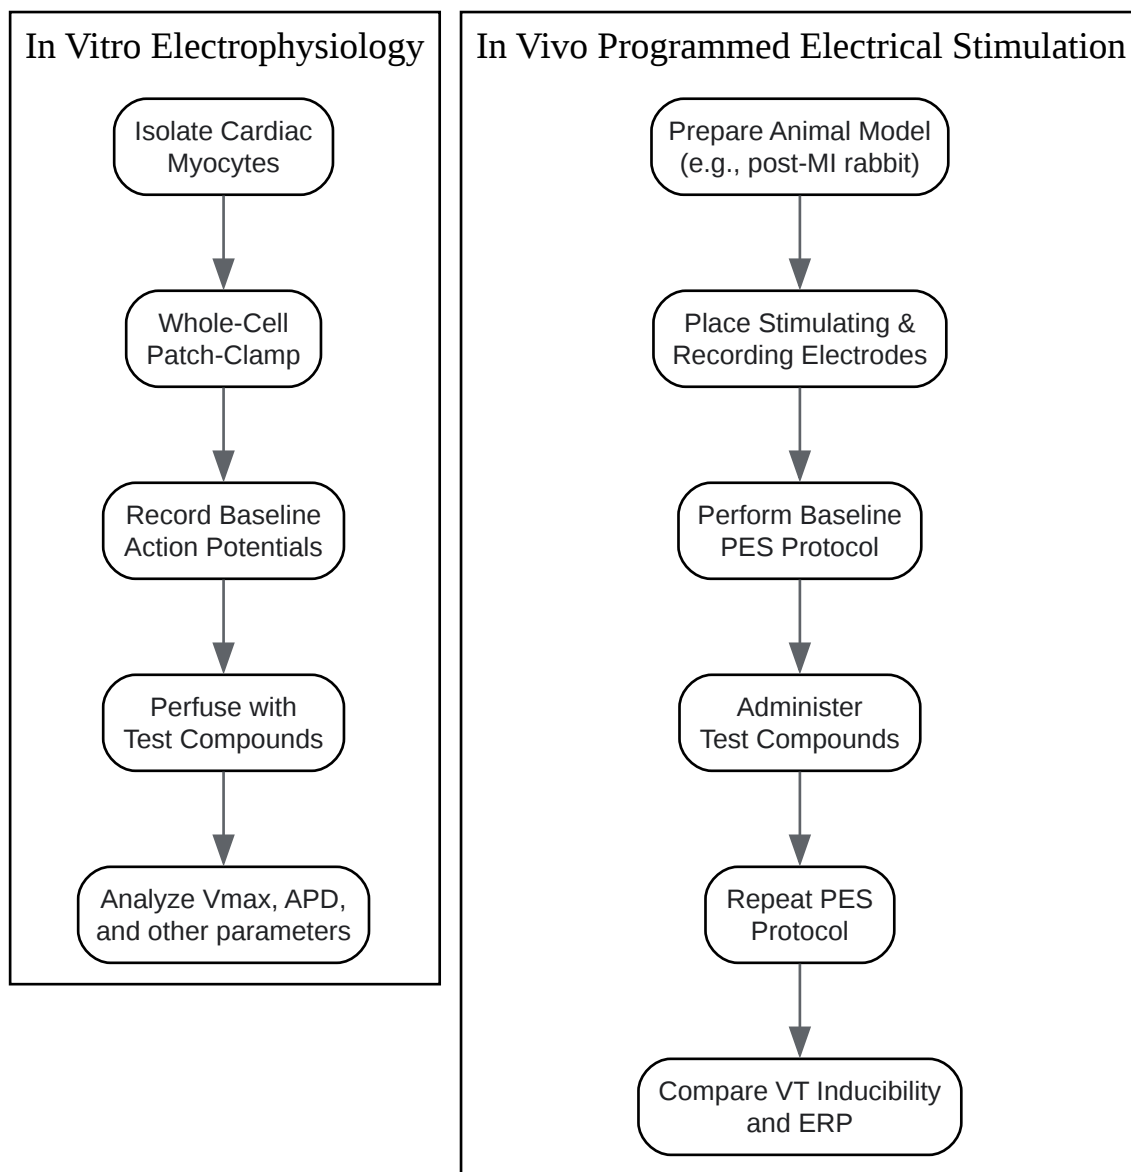 In Vitro Electrophysiology
Isolate Cardiac
Myocytes
Whole-Cell
Patch-Clamp
Record Baseline
Action Potentials
Perfuse with
Test Compounds
Analyze Vmax, APD,
and other parameters
In Vivo Programmed Electrical Stimulation
Prepare Animal Model
(e.g., post-MI rabbit)
Place Stimulating &
Recording Electrodes
Perform Baseline
PES Protocol
Administer
Test Compounds
Repeat PES
Protocol
Compare VT Inducibility
and ERP